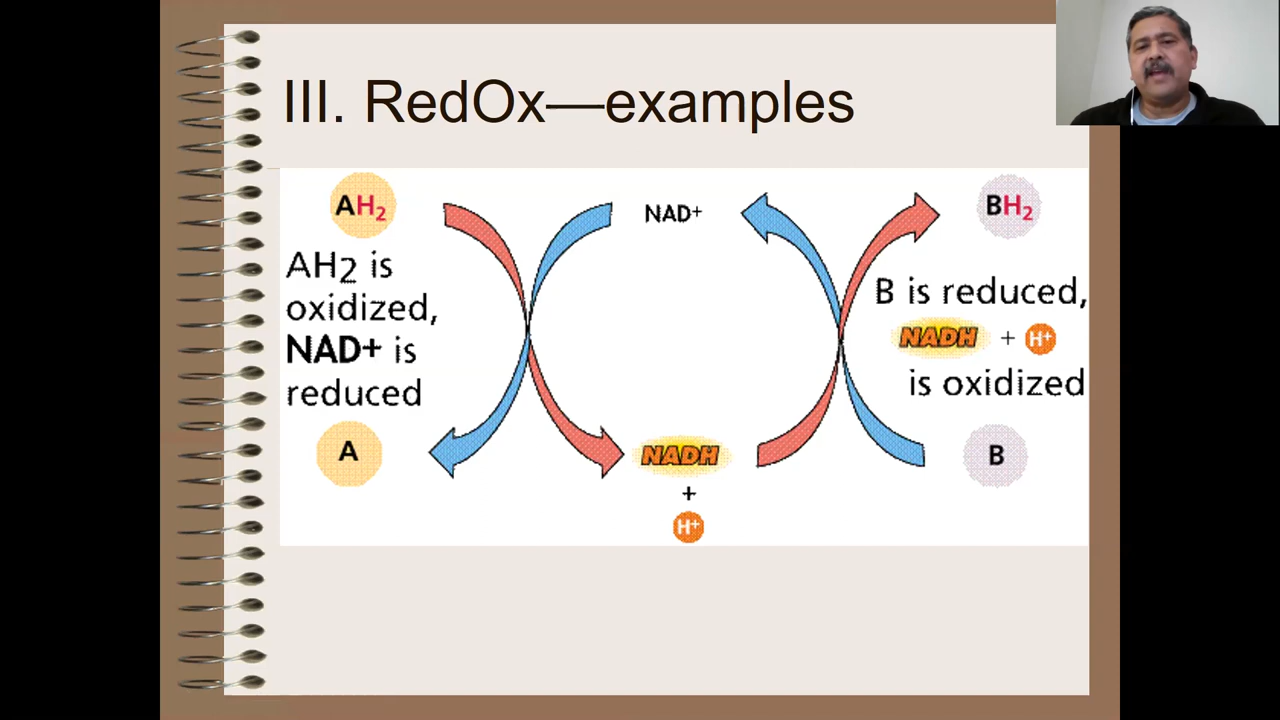 III. RedOx—examples
AH2
NAD+
BH2
AH2 is
oxidized,
NAD+ is
reduced
B is reduced,
NADH + H+
is oxidized
A
NADH
+
H+
B